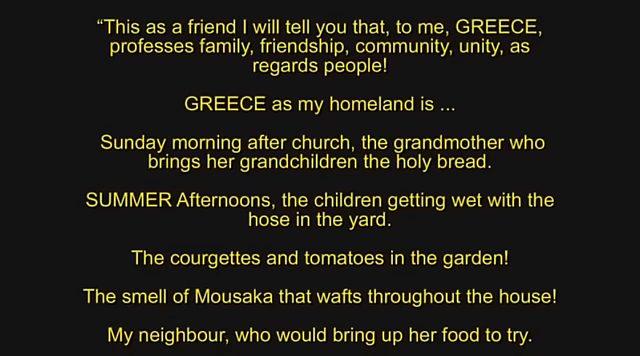 “This as a friend I will tell you that, to me, GREECE,
professes family, friendship, community, unity, as
regards people!
GREECE as my homeland is ...
Sunday morning after church, the grandmother who
brings her grandchildren the holy bread.
SUMMER Afternoons, the children getting wet with the
hose in the yard.
The courgettes and tomatoes in the garden!
The smell of Mousaka that wafts throughout the house!
My neighbour, who would bring up her food to try.